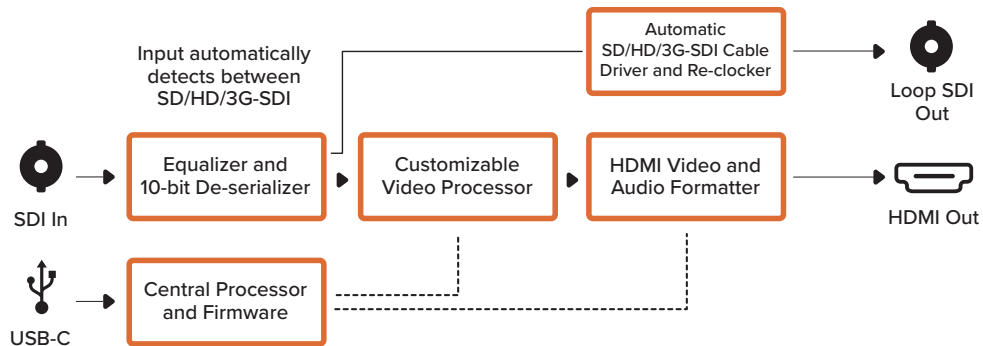 Input automatically
detects between
SD/HD/3G-SDI
Automatic
SD/HD/3G-SDI Cable
Driver and Re-clocker
Loop SDI
Out
SDI In
Equalizer and
10-bit De-serializer
Customizable
Video Processor
HDMI Video and
Audio Formatter
HDMI Out
USB-C
Central Processor
and Firmware